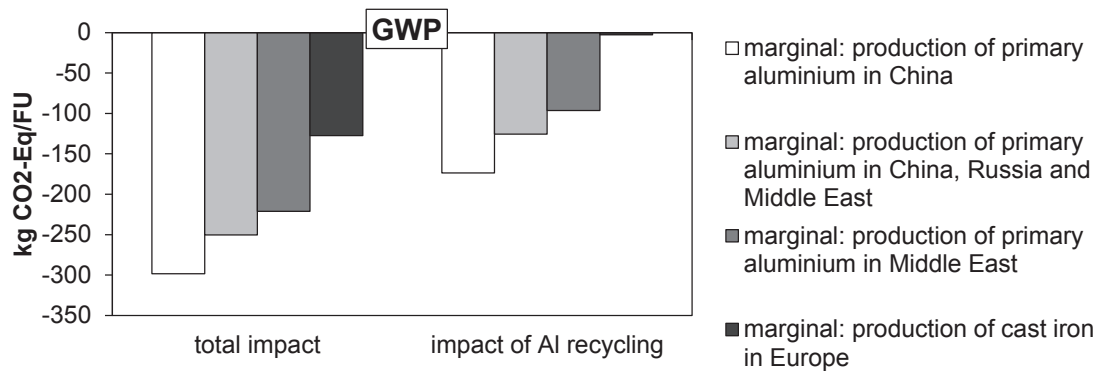 GWP
kg CO2-Eq/FU
0
-50
-100
-150
-200
-250
-300
-350
total impact
impact of Al recycling
marginal: production of primary
aluminium in China
marginal: production of primary
aluminium in China, Russia and
Middle East
marginal: production of primary
aluminium in Middle East
marginal: production of cast iron
in Europe